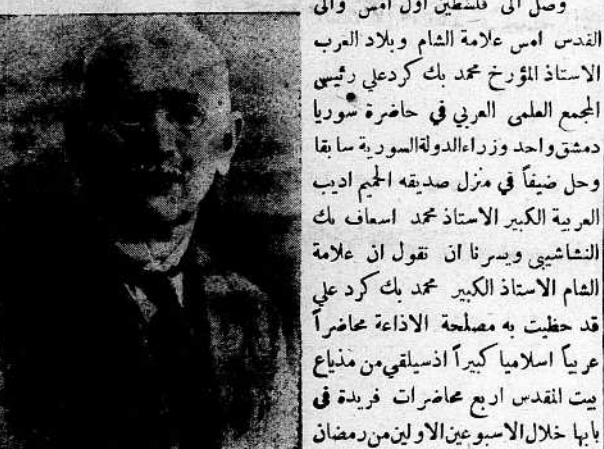 وصل الى فلسطين اول امس والى
القدس امس علامة الشام وبلاد العرب
الاستاذ المؤرخ محمد بك كردعلي رئيس
المجمع العلمى العربي في حاضرة سوريا
دمشق واحد وزراء الدولة السورية سابقا
وحل ضيفاً في منزل صديقه الحميم اديب
العربية الكبير الاستاذ محمد اسعاف بك
النشاشيبى ويسرنا ان نقول ان علامة
الشام الاستاذ الكبير محمد بك كرد علي
قد حظيت به مصلحة الاذاعة محاضراً
عربياً اسلاميا كبيراً اذ سيلقي من مذياع
بيت المقدس اربع محاضرات فريدة فى
بابها خلال الاسبوعين الاولين من رمضان